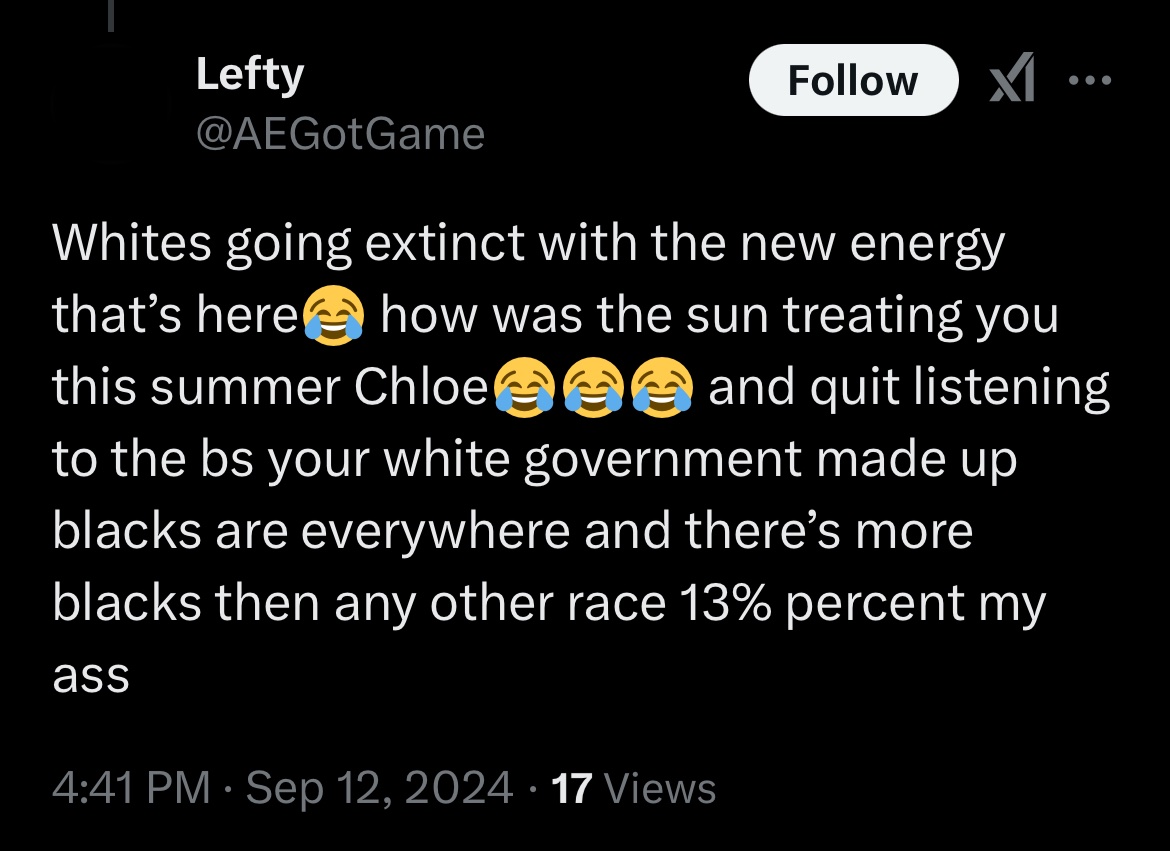 Lefty
Follow
@AEGotGame
Whites going extinct with the new energy
that’s here😂 how was the sun treating you
this summer Chloe😂😂😂 and quit listening
to the bs your white government made up
blacks are everywhere and there’s more
blacks then any other race 13% percent my
ass
4:41 PM · Sep 12, 2024 · 17 Views